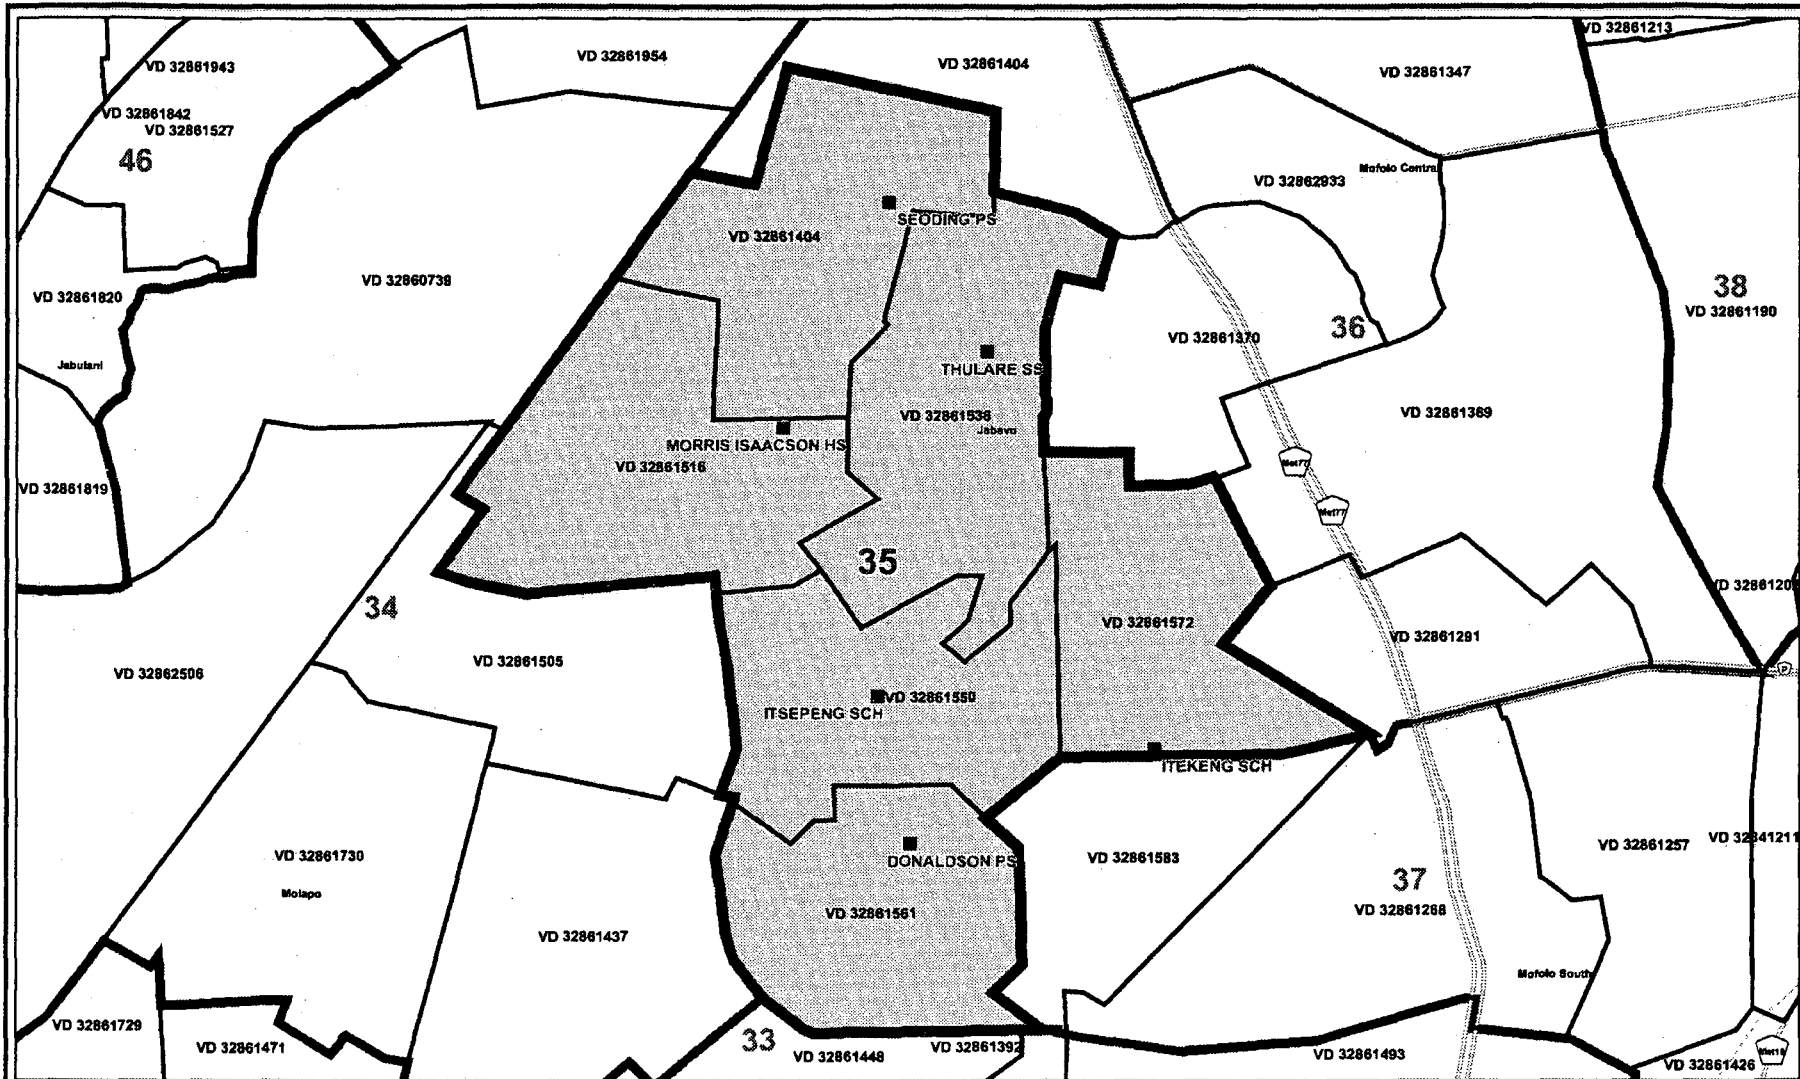 VD 32861213
VD 32861943
VD 32861954
VD 32861404
VD 32861347
VD 32861842
VD 32861527
46
Mofolo Central
VD 32862933
SEODING PS
VD 32861404
VD 32860739
VD 32861820
38
VD 32861190
36
VD 32861370
Jabulani
THULARE SS
VD 32861538
Jabavu
VD 32861369
MORRIS ISAACSON HS
VD 32861516
Met77
VD 32861819
Met77
35
34
VD 32861572
VD 32861291
VD 32861505
VD 32862506
VD 32861550
ITSEPENG SCH
ITEKENG SCH
VD 32861730
Molapo
DONALDSON PS
VD 32861583
VD 32861257
VD 32841211
37
VD 32861268
VD 32861561
VD 32861437
Mofolo South
VD 32861729
33
VD 32861471
VD 32861448
VD 32861392
VD 32861493
VD 32861426